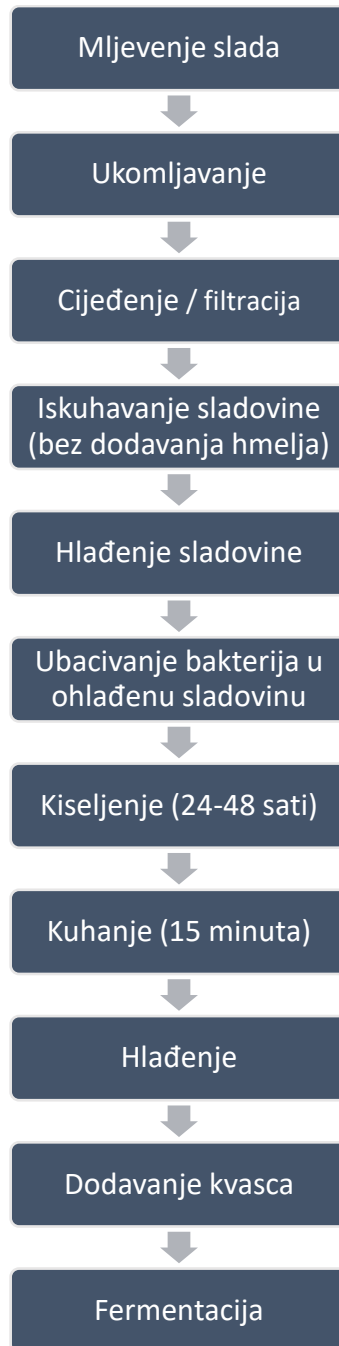 Mljevenje slada
Ukomljavanje
Cijeđenje / filtracija
Iskuhavanje sladovine
(bez dodavanja hmelja)
Hlađenje sladovine
Ubacivanje bakterija u
ohlađenu sladovinu
Kiseljenje (24-48 sati)
Kuhanje (15 minuta)
Hlađenje
Dodavanje kvasca
Fermentacija